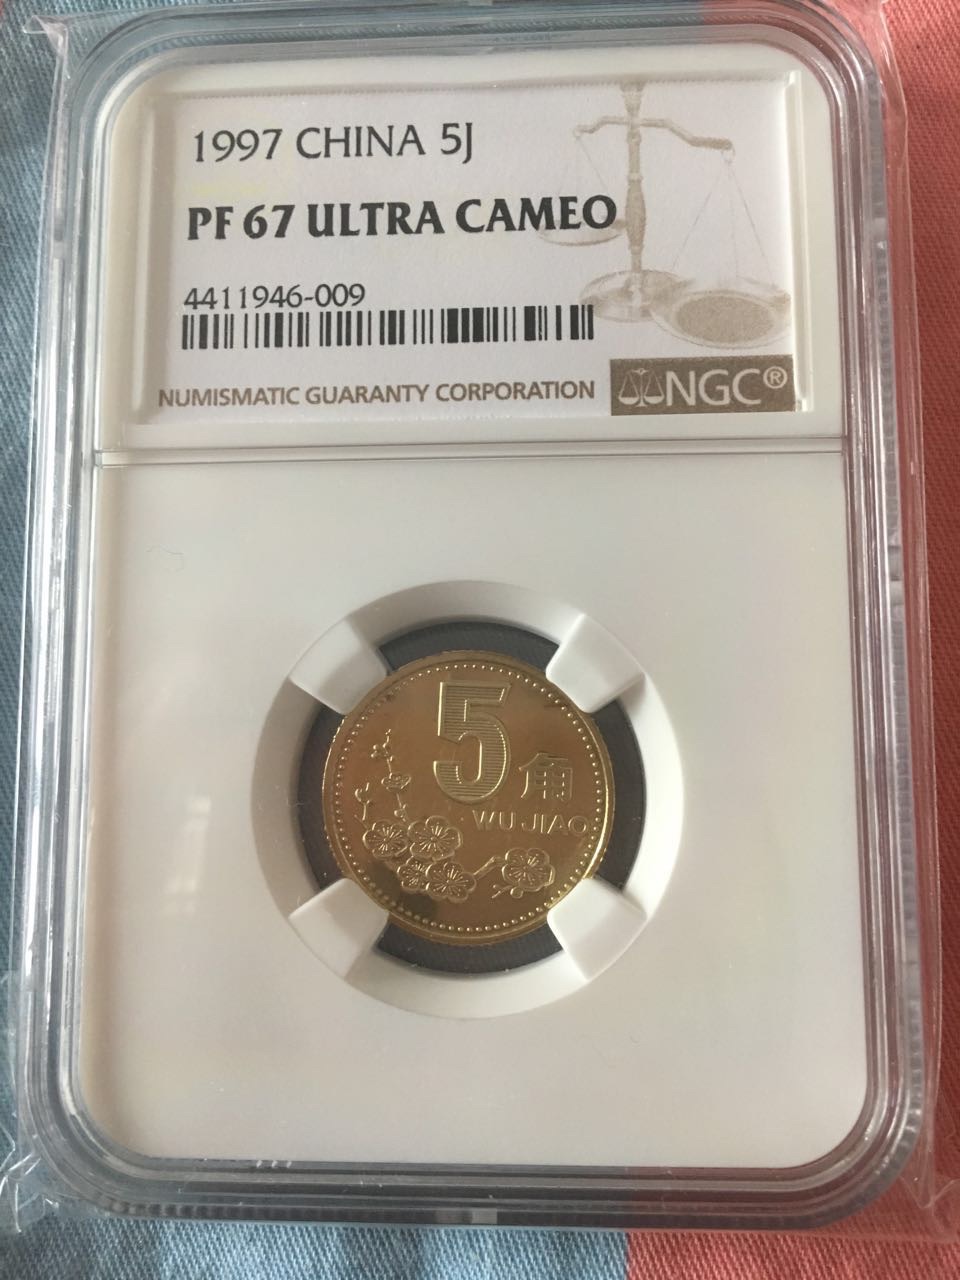 1997 CHINA 5J
PF 67 ULTRA CAMEO
4411946-009
NUMISMATIC GUARANTY CORPORATION
NGC®
5角
WU JIAO